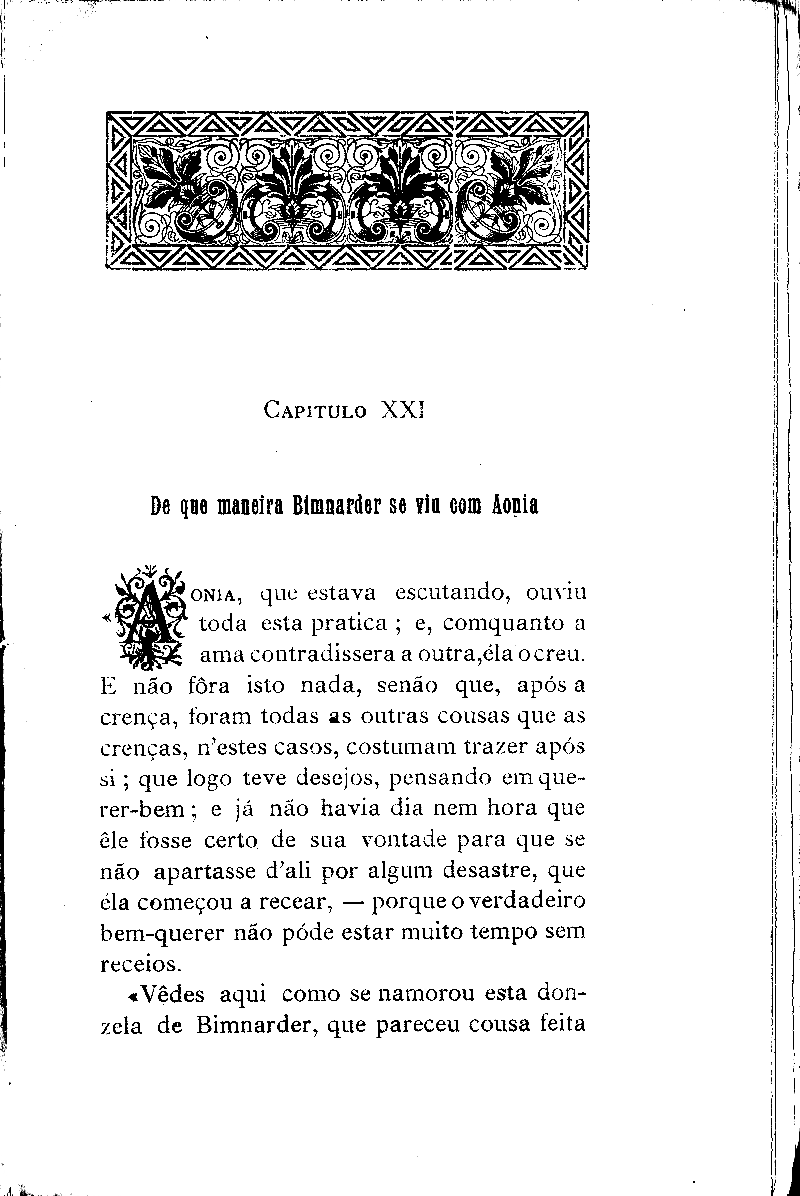 CAPITULO XXI
De que maneira Bimnarder se viu com Aonia
«AONIA, que estava escutando, ouviu
toda esta pratica ; e, comquanto a
ama contradissera a outra, éla o creu.
E não fôra isto nada, senão que, após a
crença, foram todas as outras cousas que as
crenças, n'estes casos, costumam trazer após
si ; que logo teve desejos, pensando em que-
rer-bem ; e já não havia dia nem hora que
êle fosse certo de sua vontade para que se
não apartasse d'ali por algum desastre, que
éla começou a recear, — porque o verdadeiro
bem-querer não póde estar muito tempo sem
receios.
«Vêdes aqui como se namorou esta don-
zela de Bimnarder, que pareceu cousa feita